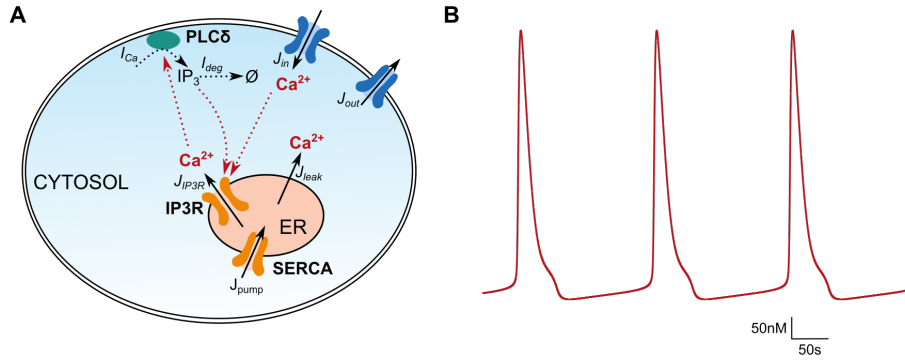 A
B
PLCδ
I_Ca
IP₃
I_deg
Ø
J_in
Ca²⁺
J_out
Ca²⁺
Ca²⁺
J_IP3R
J_leak
CYTOSOL
IP3R
ER
SERCA
J_pump
50nM
50s